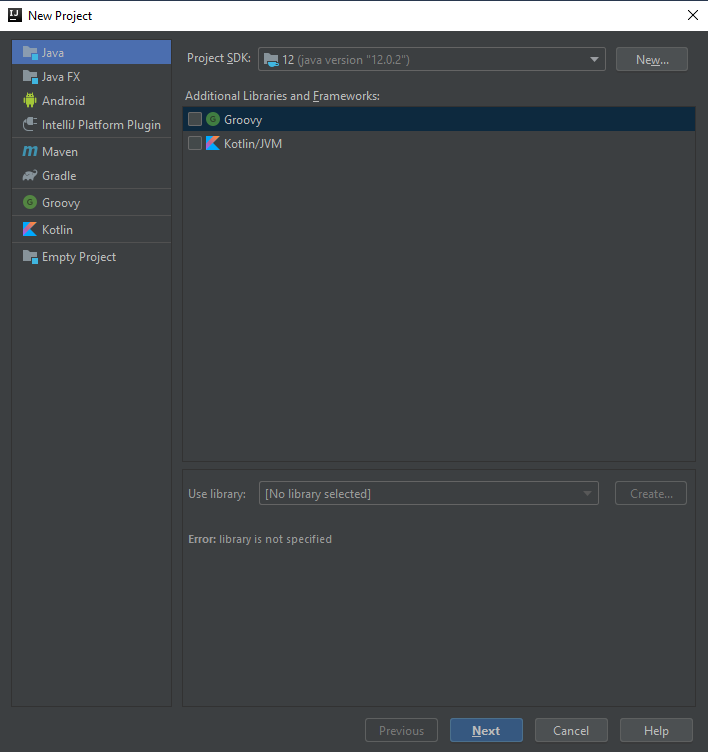 New Project
Java
Java FX
Android
IntelliJ Platform Plugin
Maven
Gradle
Groovy
Kotlin
Empty Project
Project SDK: 12 (java version "12.0.2") New...
Additional Libraries and Frameworks:
Groovy
Kotlin/JVM
Use library: [No library selected] Create...
Error: library is not specified
Previous Next Cancel Help